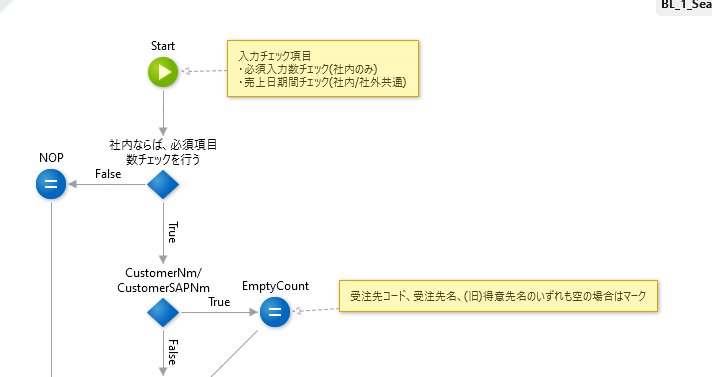 BL_1_Sea
Start
入力チェック項目
・必須入力数チェック(社内のみ)
・売上日期間チェック(社内/社外共通)
社内ならば、必須項目
数チェックを行う
NOP
False
True
CustomerNm/
CustomerSAPNm
EmptyCount
True
受注先コード、受注先名、(旧)得意先名のいずれも空の場合はマーク
False